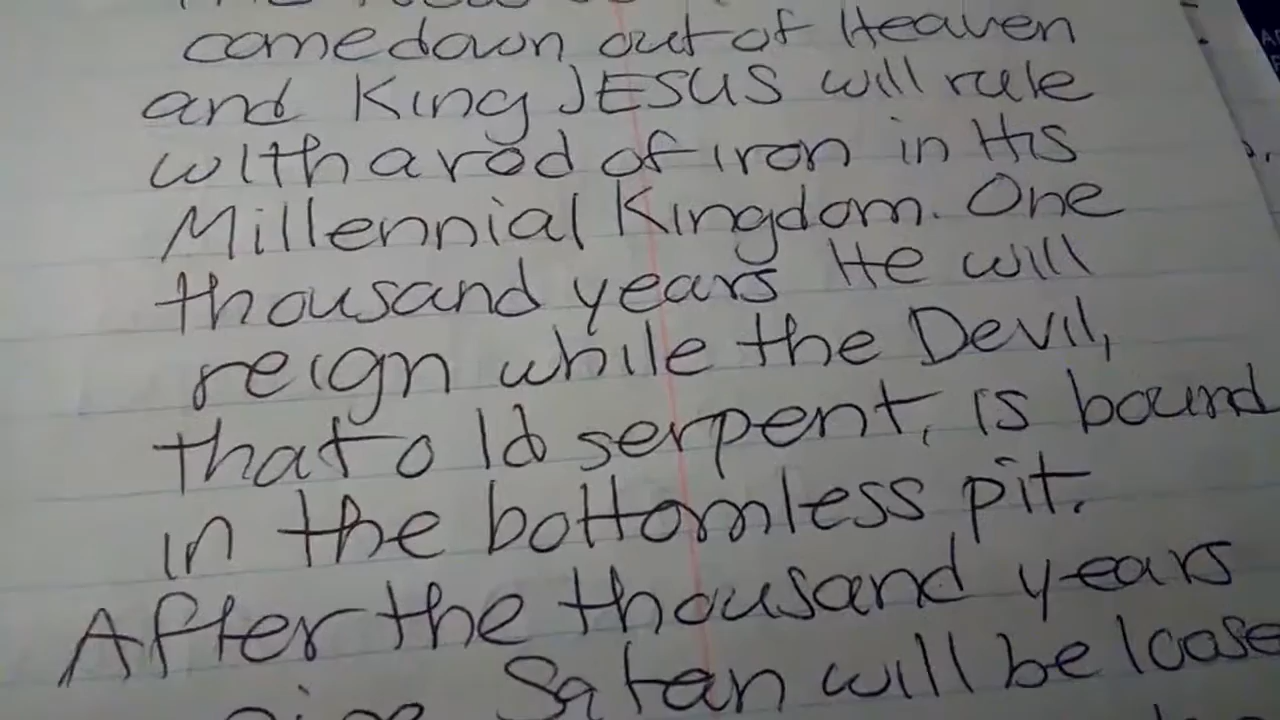 come down out of Heaven
and King JESUS will rule
with a rod of iron in His
Millennial Kingdom. One
thousand years He will
reign while the Devil,
that old serpent, is bound
in the bottomless pit.
After the thousand years
Satan will be loose